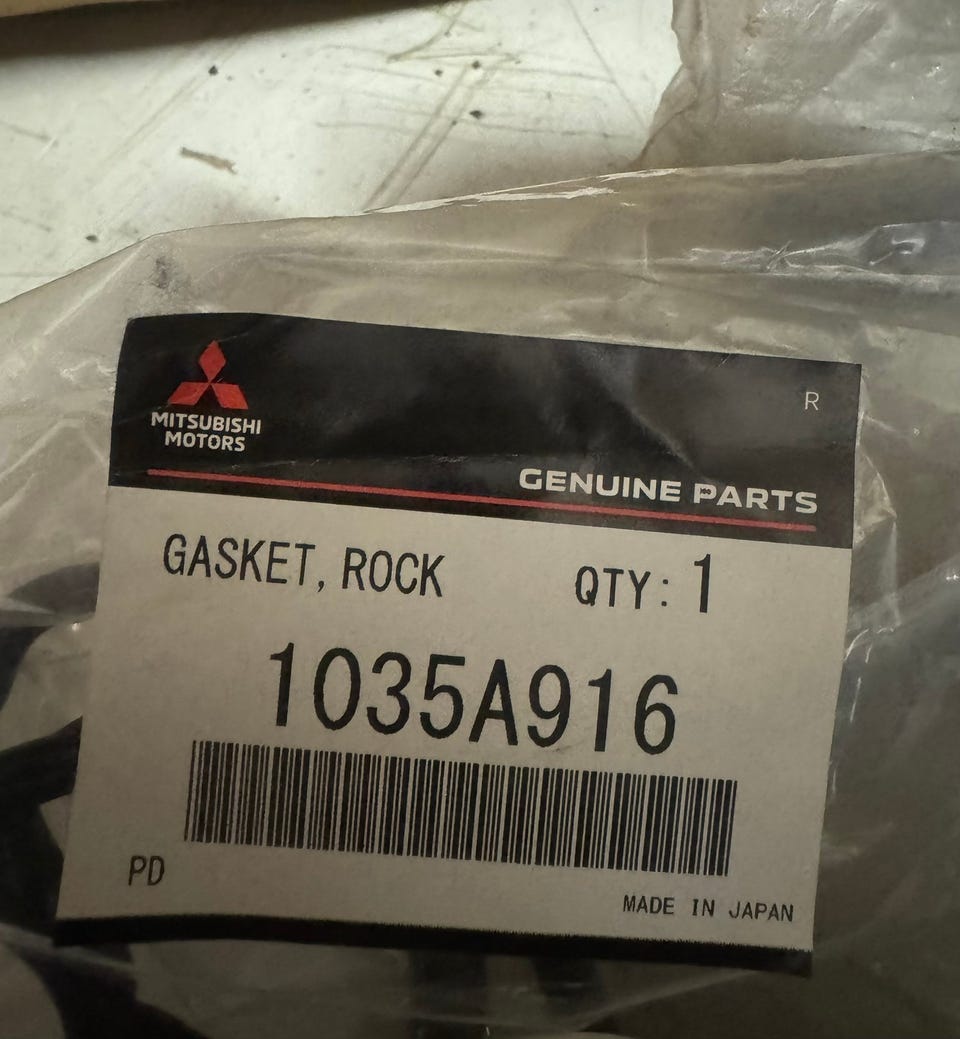 MITSUBISHI
MOTORS
R
GENUINE PARTS
GASKET, ROCK QTY: 1
1035A916
PD
MADE IN JAPAN